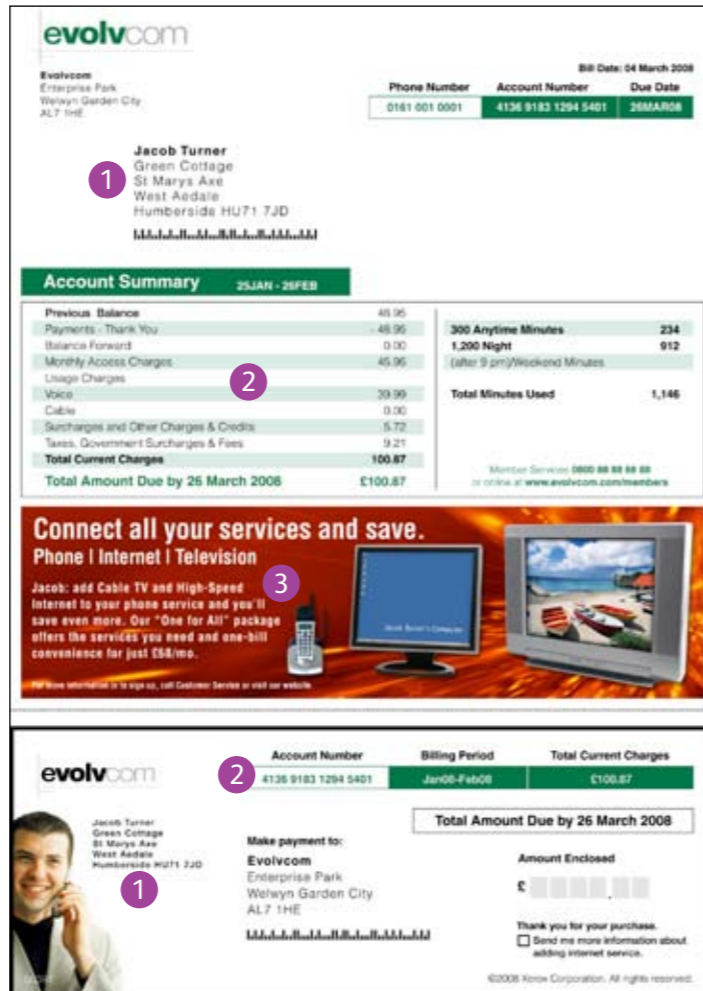 evolvcom
Bill Date: 04 March 2008
Evolvcom
Enterprise Park
Welwyn Garden City
AL7 1HE
Phone Number Account Number Due Date
0161 001 0001 4136 9183 1294 5401 26MAR08
1
Jacob Turner
Green Cottage
St Marys Axe
West Aedale
Humberside HU71 7JD
Account Summary 25JAN - 26FEB
Previous Balance 48.96
Payments - Thank You - 48.96
Balance Forward 0.00
Monthly Access Charges 45.95
Usage Charges
2
Voice 39.99
Cable 0.00
Surcharges and Other Charges & Credits 5.72
Taxes, Government Surcharges & Fees 9.21
Total Current Charges 100.87
Total Amount Due by 26 March 2008 £100.87
300 Anytime Minutes 234
1,200 Night 912
(after 9 pm)/Weekend Minutes
Total Minutes Used 1,146
Member Services 0800 88 88 88 88
or online at www.evolvcom.com/members
Connect all your services and save.
Phone | Internet | Television
3
Jacob: add Cable TV and High-Speed
Internet to your phone service and you'll
save even more. Our "One for All" package
offers the services you need and one-bill
convenience for just £68/mo.
For more information or to sign up, call Customer Service or visit our website.
Jacob Turner's Computer
evolvcom
Account Number Billing Period Total Current Charges
2
4136 9183 1294 5401 Jan08-Feb08 £100.87
Total Amount Due by 26 March 2008
Jacob Turner
Green Cottage
St Marys Axe
West Aedale
Humberside HU71 7JD
1
Make payment to:
Evolvcom
Enterprise Park
Welwyn Garden City
AL7 1HE
Amount Enclosed
£ .
Thank you for your purchase.
Send me more information about
adding internet service.
©2008 Xerox Corporation. All rights reserved.